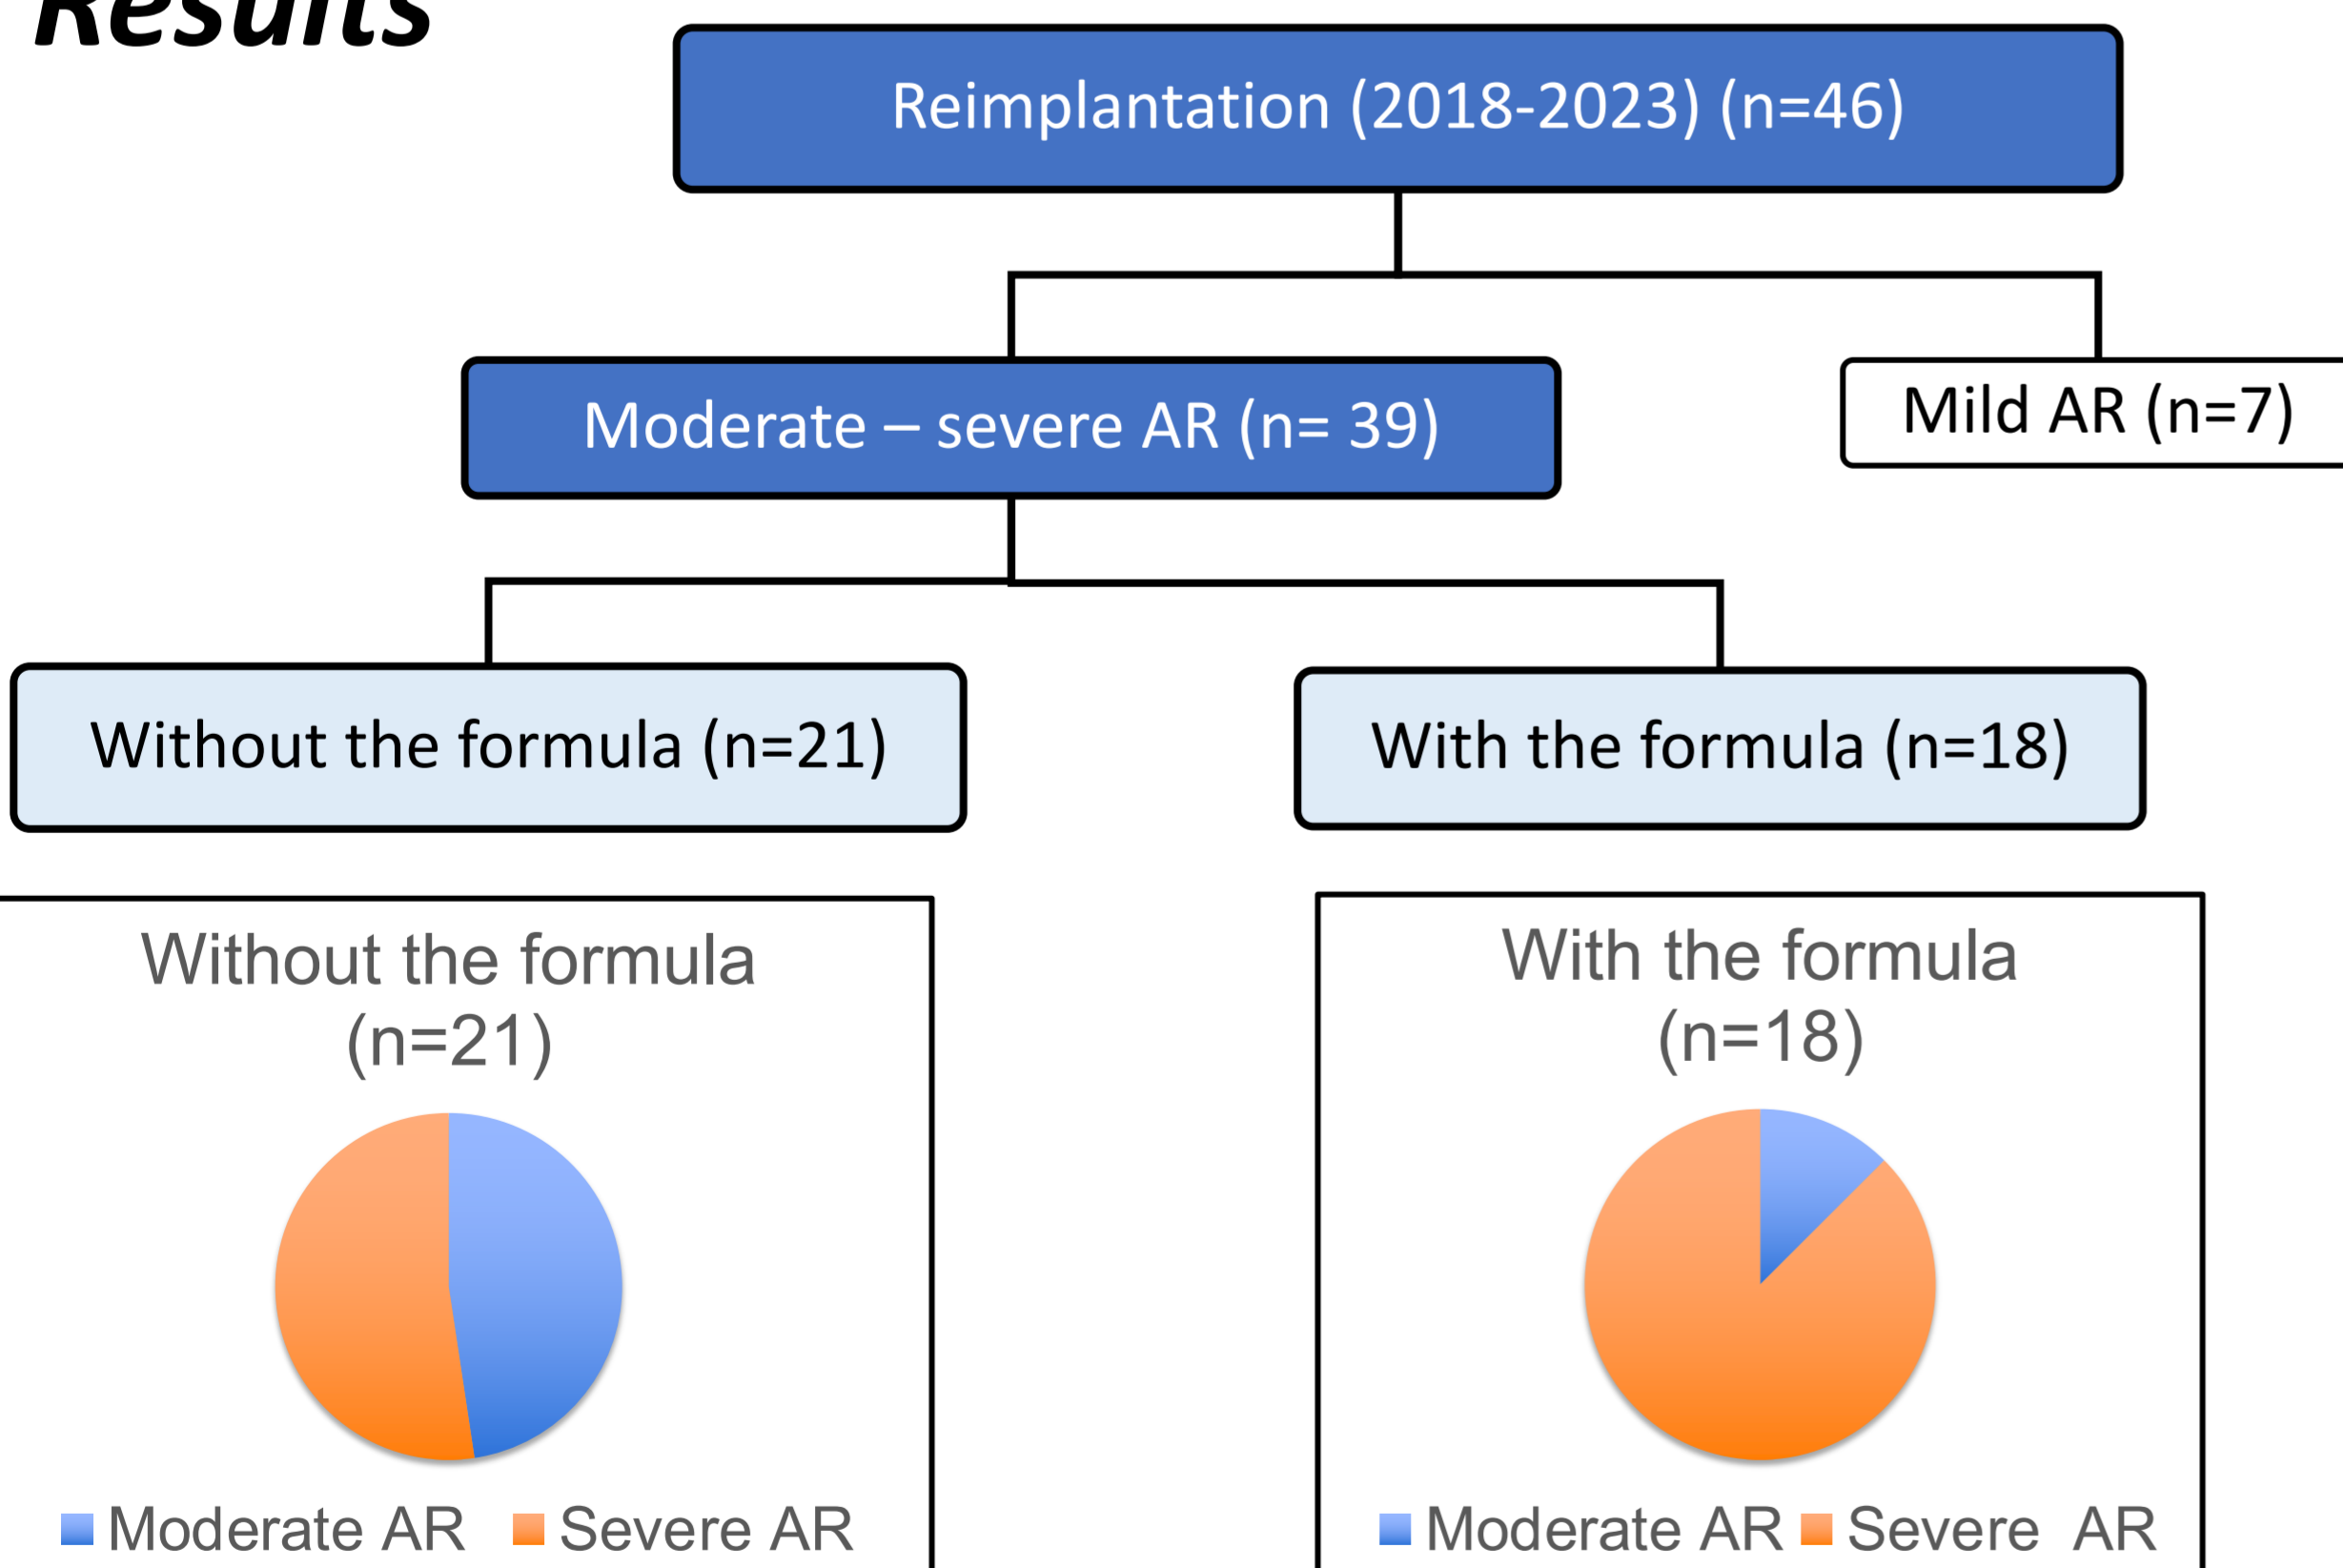 Results
Reimplantation (2018-2023) (n=46)
Moderate – severe AR (n= 39)
Mild AR (n=7)
Without the formula (n=21)
With the formula (n=18)
Without the formula
(n=21)
Moderate AR
Severe AR
With the formula
(n=18)
Moderate AR
Severe AR